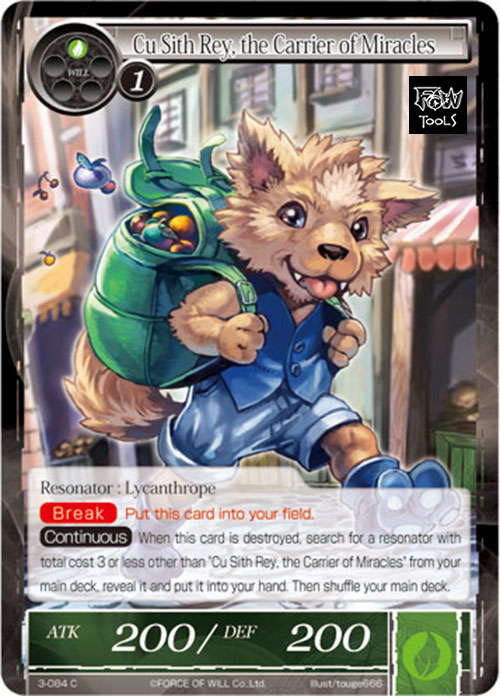 Cu Sith Rey, the Carrier of Miracles
WILL
1
FOW
TOOLS
Resonator : Lycanthrope
Break Put this card into your field.
Continuous When this card is destroyed, search for a resonator with
total cost 3 or less other than "Cu Sith Rey, the Carrier of Miracles" from your
main deck, reveal it and put it into your hand. Then shuffle your main deck.
ATK 200/ DEF 200
3-084 C ©FORCE OF WILL Co.,Ltd. Illust/touge666